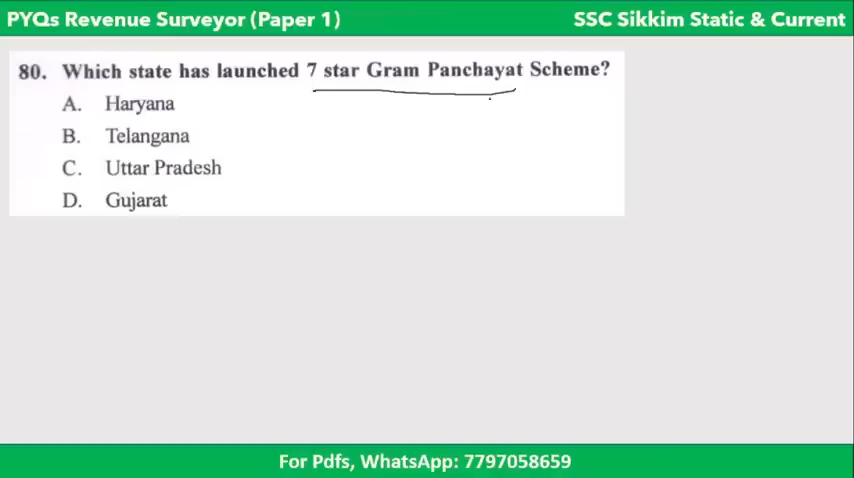 PYQs Revenue Surveyor (Paper 1)
SSC Sikkim Static & Current
80. Which state has launched 7 star Gram Panchayat Scheme?
A. Haryana
B. Telangana
C. Uttar Pradesh
D. Gujarat
For Pdfs, WhatsApp: 7797058659